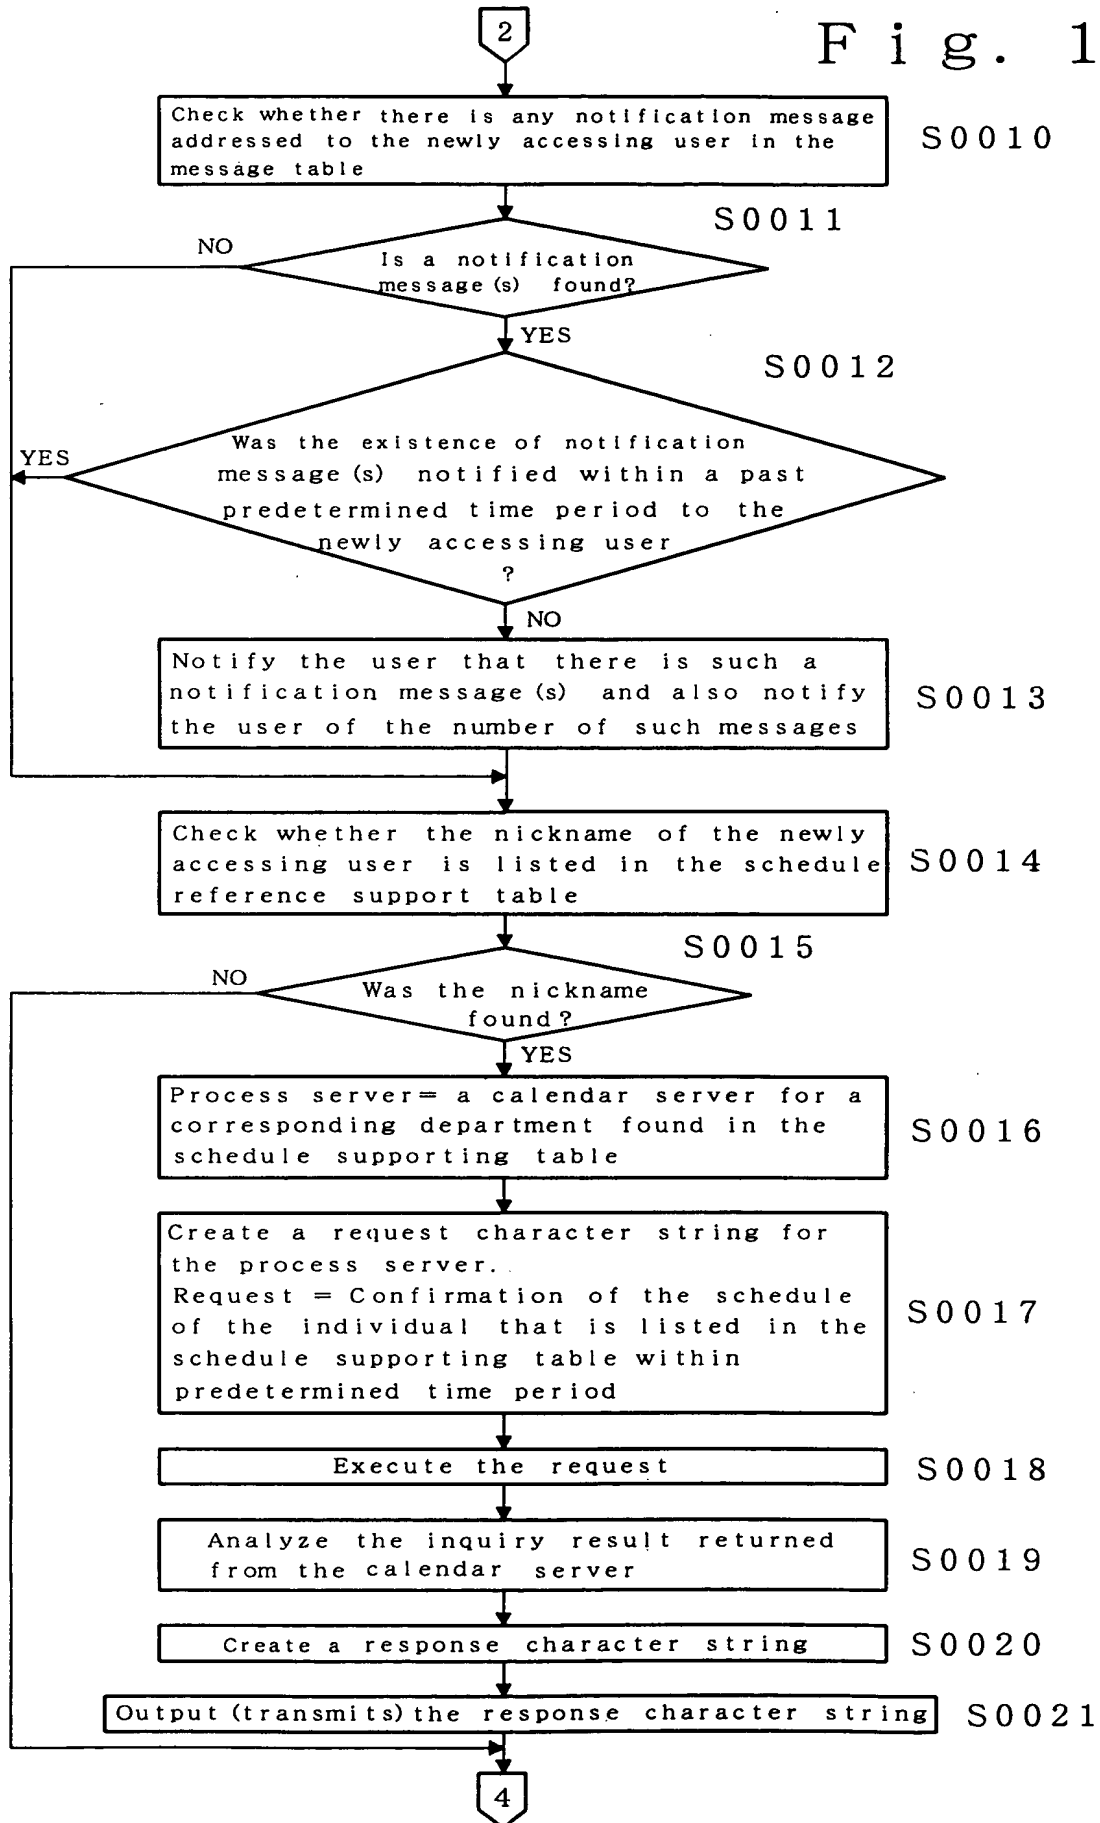 2
Fig. 1
Check whether there is any notification message
addressed to the newly accessing user in the
message table
S0010
S0011
NO
Is a notification
message(s) found?
YES
S0012
YES
Was the existence of notification
message(s) notified within a past
predetermined time period to the
newly accessing user
?
NO
Notify the user that there is such a
notification message(s) and also notify
the user of the number of such messages
S0013
Check whether the nickname of the newly
accessing user is listed in the schedule
reference support table
S0014
S0015
NO
Was the nickname
found?
YES
Process server= a calendar server for a
corresponding department found in the
schedule supporting table
S0016
Create a request character string for
the process server.
Request = Confirmation of the schedule
of the individual that is listed in the
schedule supporting table within
predetermined time period
S0017
Execute the request
S0018
Analyze the inquiry result returned
from the calendar server
S0019
Create a response character string
S0020
Output(transmits)the response character string
S0021
4